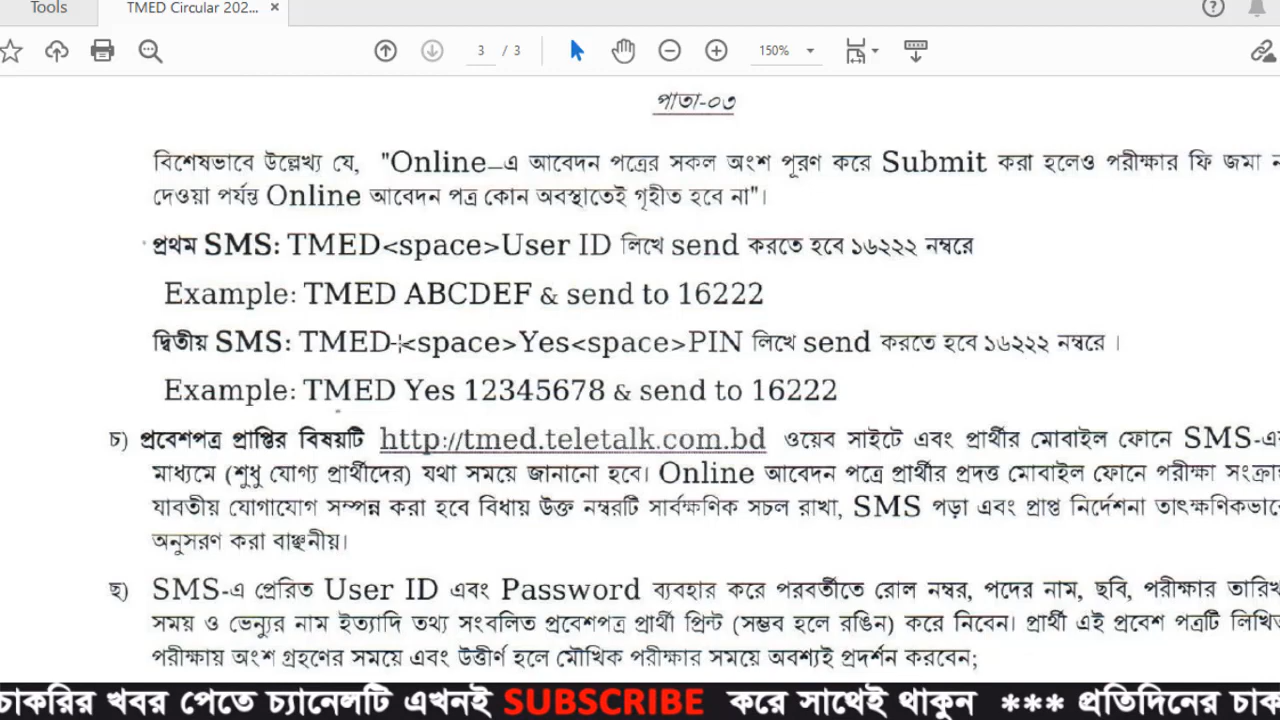 Tools
TMED Circular 202... ×
3 / 3
150%
পাতা-০৩
বিশেষভাবে উল্লেখ্য যে, "Online–এ আবেদন পত্রের সকল অংশ পূরণ করে Submit করা হলেও পরীক্ষার ফি জমা
দেওয়া পর্যন্ত Online আবেদন পত্র কোন অবস্থাতেই গৃহীত হবে না"।
প্রথম SMS: TMED<space>User ID লিখে send করতে হবে ১৬২২২ নম্বরে
Example: TMED ABCDEF & send to 16222
দ্বিতীয় SMS: TMED-<space>Yes<space>PIN লিখে send করতে হবে ১৬২২২ নম্বরে।
Example: TMED Yes 12345678 & send to 16222
চ) প্রবেশপত্র প্রাপ্তির বিষয়টি http://tmed.teletalk.com.bd ওয়েব সাইটে এবং প্রার্থীর মোবাইল ফোনে SMS-এ
মাধ্যমে (শুধু যোগ্য প্রার্থীদের) যথা সময়ে জানানো হবে। Online আবেদন পত্রে প্রার্থীর প্রদত্ত মোবাইল ফোনে পরীক্ষা
যাবতীয় যোগাযোগ সম্পন্ন করা হবে বিধায় উক্ত নম্বরটি সার্বক্ষণিক সচল রাখা, SMS পড়া এবং প্রাপ্ত নির্দেশনা
অনুসরণ করা বাঞ্ছনীয়।
ছ) SMS-এ প্রেরিত User ID এবং Password ব্যবহার করে পরবর্তীতে রোল নম্বর, পদের নাম, ছবি, পরীক্ষার তারিখ
সময় ও ভেন্যুর নাম ইত্যাদি তথ্য সংবলিত প্রবেশপত্র প্রার্থী প্রিন্ট (সম্ভব হলে রঙিন) করে নিবেন। প্রার্থী এই প্রবেশ পত্রটি
পরীক্ষায় অংশ গ্রহণের সময়ে এবং উত্তীর্ণ হলে মৌখিক পরীক্ষার সময়ে অবশ্যই প্রদর্শন করবেন;
চাকরির খবর পেতে চ্যানেলটি এখনই SUBSCRIBE করে সাথেই থাকুন *** প্রতিদিনের